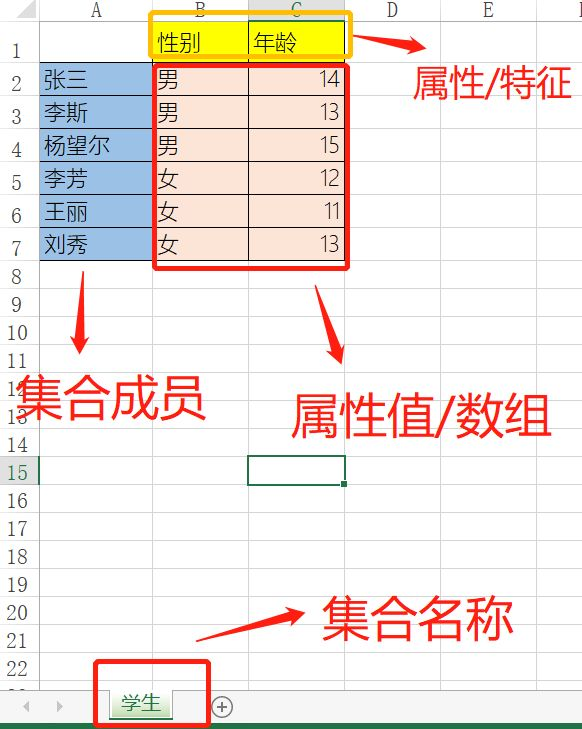 A B C D E
1 性别 年龄
属性/特征
2 张三 男 14
3 李斯 男 13
4 杨望尔 男 15
5 李芳 女 12
6 王丽 女 11
7 刘秀 女 13
8
9
10
11
12
集合成员 属性值/数组
13
14
15
16
17
18
19
20
集合名称
21
22
学生